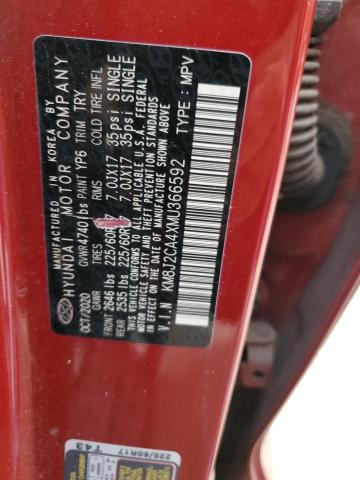 MANUFACTURED IN KOREA BY
HYUNDAI MOTOR COMPANY
GVWR 4740 lbs PAINT YP6 TRIM TRY
OCT/2020 GAWR TIRES RIMS COLD TIRE INFL
FRONT 2646 lbs 225/60R17 7.0JX17 35psi SINGLE
REAR 2535 lbs 225/60R17 7.0JX17 35psi SINGLE
THIS VEHICLE CONFORMS TO ALL APPLICABLE U.S.A. FEDERAL
MOTOR VEHICLE SAFETY, BUMPER, AND THEFT PREVENTION STANDARDS
IN EFFECT ON THE DATE OF MANUFACTURE SHOWN ABOVE.
V.I.N : KM8J2CA4XMU366592 TYPE : MPV
225/60R17
T43